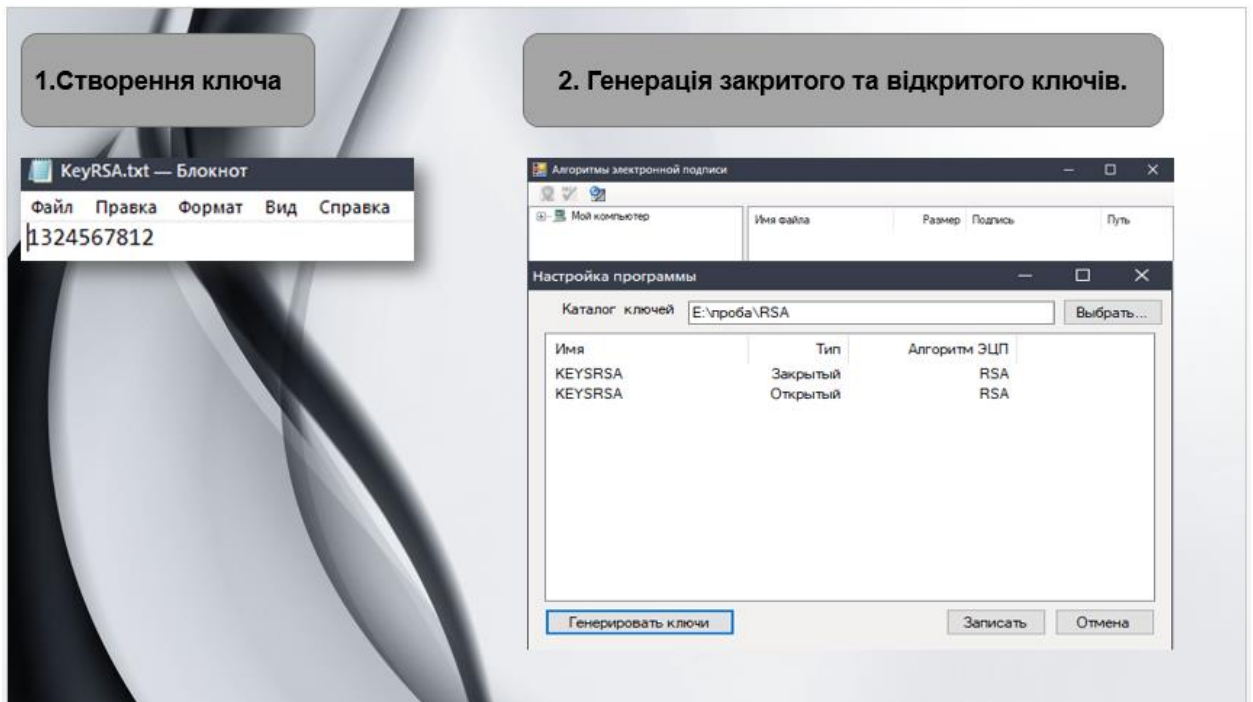 1.Створення ключа
2. Генерація закритого та відкритого ключів.
KeyRSA.txt — Блокнот
Файл Правка Формат Вид Справка
1324567812
Алгоритмы электронной подписи
Мой компьютер
Имя файла Размер Подпись Путь
Настройка программы
Каталог ключей E:\проба\RSA Выбрать...
Имя Тип Алгоритм ЭЦП
KEYSRSA Закрытый RSA
KEYSRSA Открытый RSA
Генерировать ключи Записать Отмена